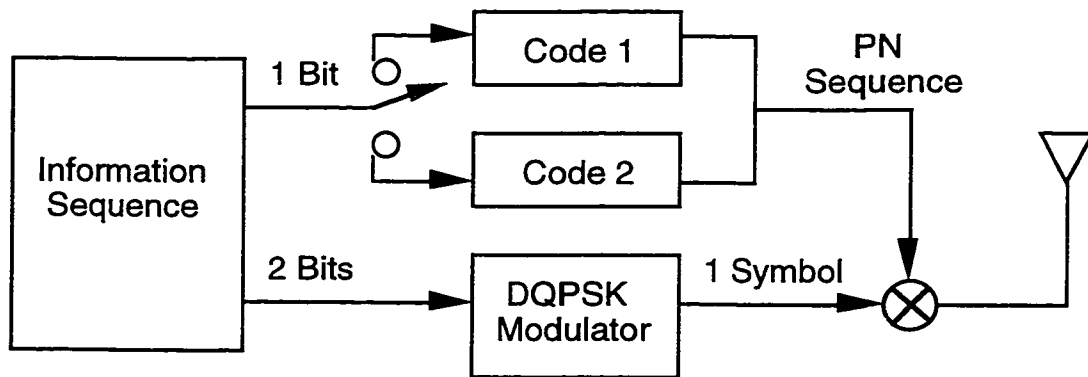 Code 1
PN
Sequence
1 Bit
Information
Sequence
Code 2
2 Bits
DQPSK
Modulator
1 Symbol